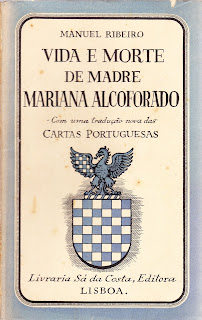 MANUEL RIBEIRO
VIDA E MORTE
DE MADRE
MARIANA ALCOFORADO
Com uma tradução nova das
CARTAS PORTUGUESAS
Livraria Sá da Costa, Editora
LISBOA.